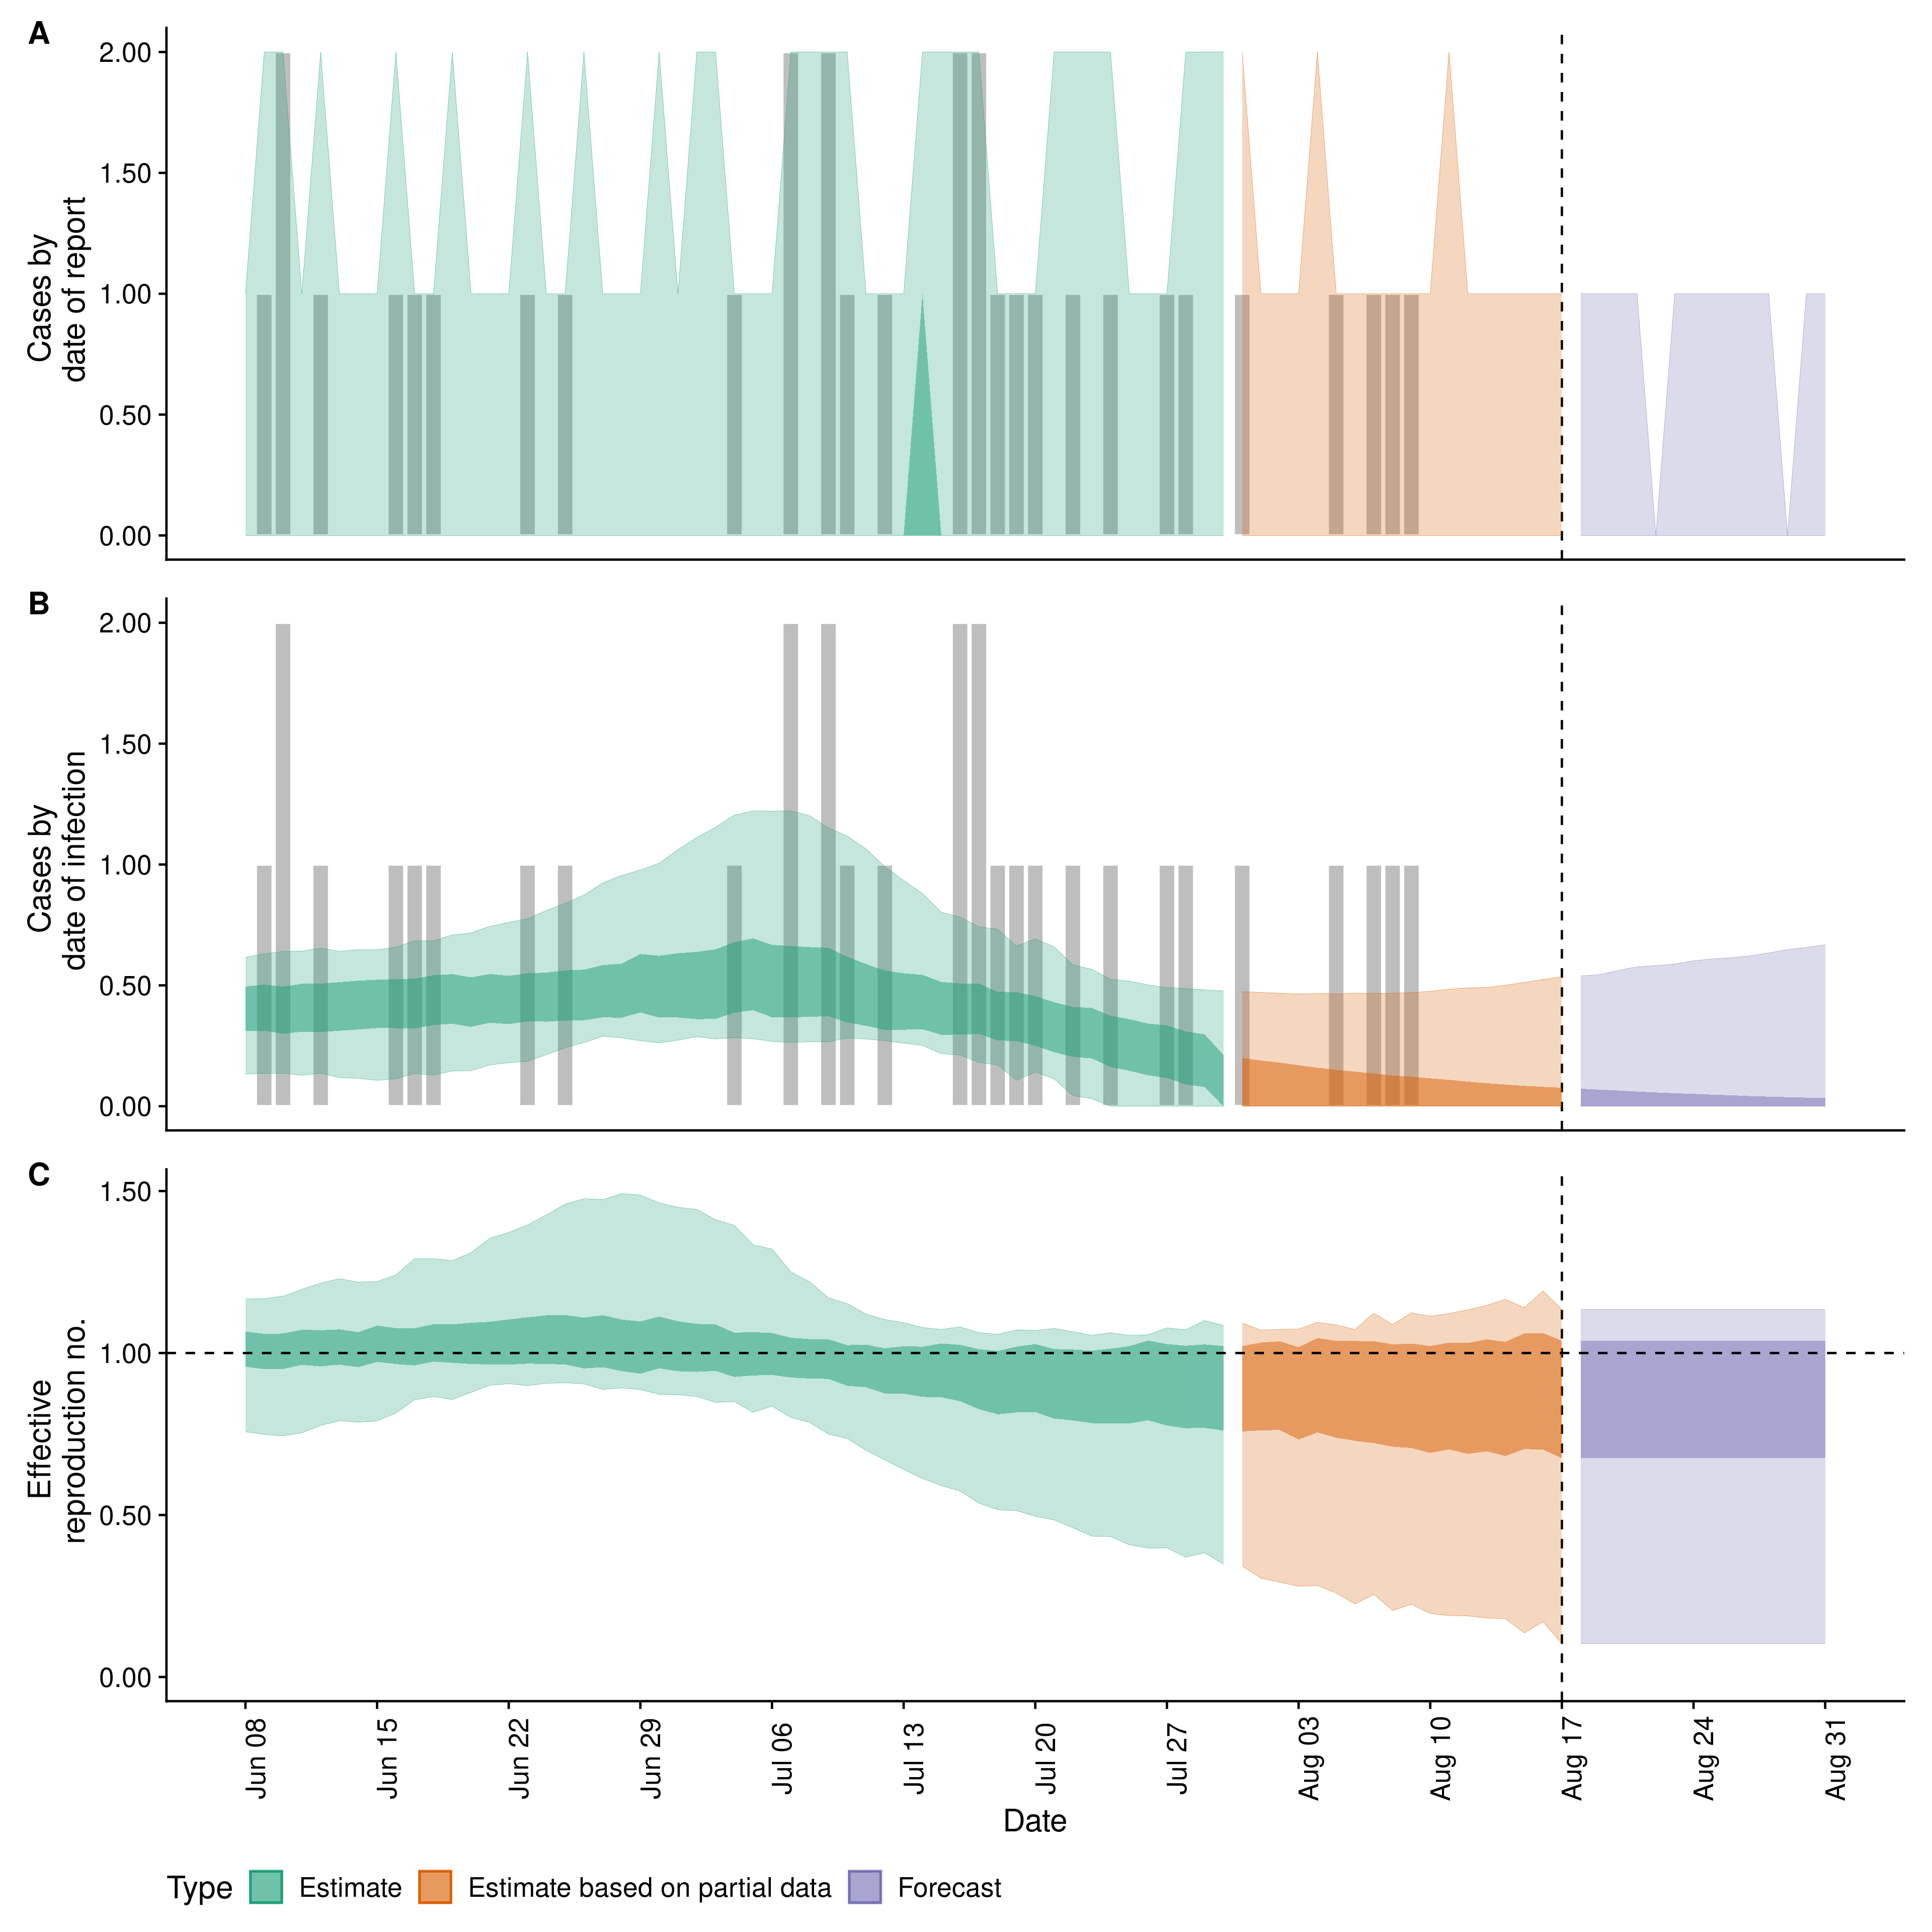 A
2.00
1.50
1.00
0.50
0.00
Cases by
date of report
B
2.00
1.50
1.00
0.50
0.00
Cases by
date of infection
C
1.50
1.00
0.50
0.00
Effective
reproduction no.
Jun 08
Jun 15
Jun 22
Jun 29
Jul 06
Jul 13
Jul 20
Jul 27
Aug 03
Aug 10
Aug 17
Aug 24
Aug 31
Date
Type
Estimate
Estimate based on partial data
Forecast